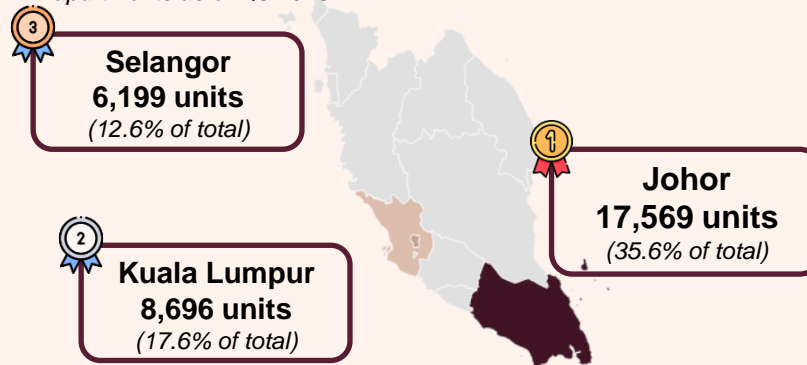 3
Selangor
6,199 units
(12.6% of total)
1
Johor
17,569 units
(35.6% of total)
2
Kuala Lumpur
8,696 units
(17.6% of total)